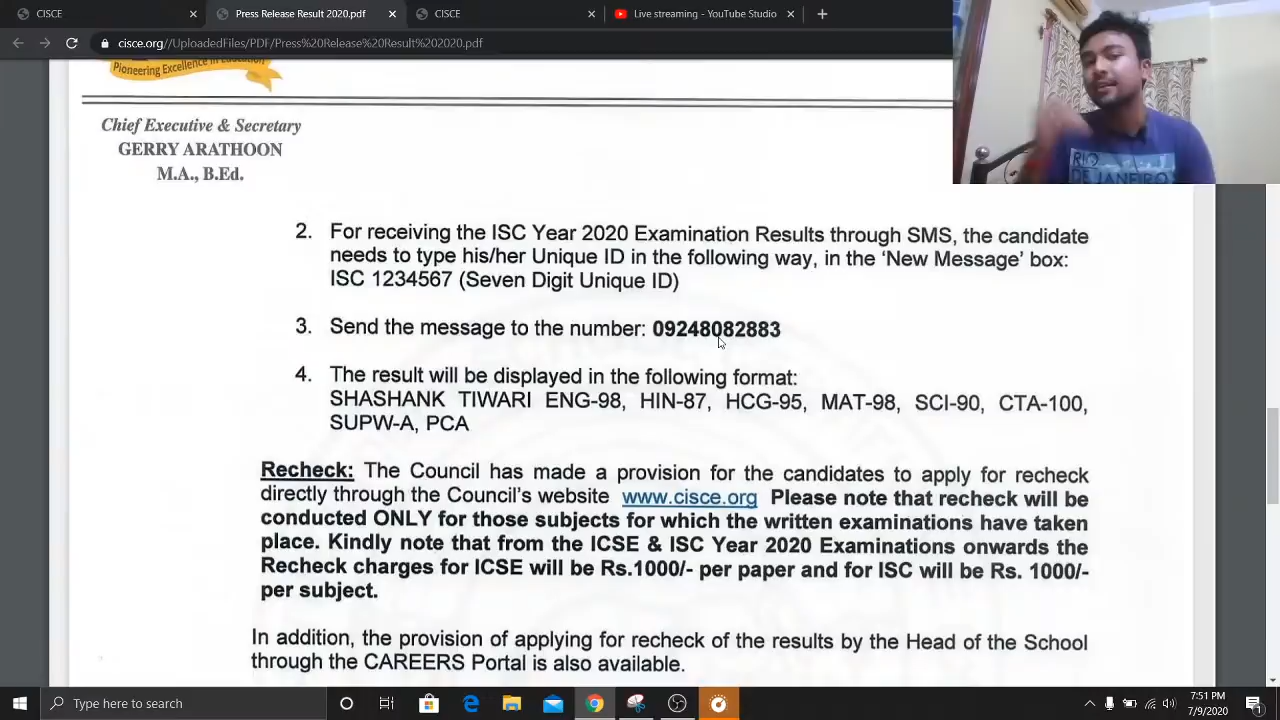 CISCE
Press Release Result 2020.pdf
CISCE
Live streaming - YouTube Studio
cisce.org//UploadedFiles/PDF/Press%20Release%20Result%202020.pdf
Pioneering Excellence in Education
Chief Executive & Secretary
GERRY ARATHOON
M.A., B.Ed.
RIO
DE JANEIRO
2. For receiving the ISC Year 2020 Examination Results through SMS, the candidate
needs to type his/her Unique ID in the following way, in the ‘New Message’ box:
ISC 1234567 (Seven Digit Unique ID)
3. Send the message to the number: 09248082883
4. The result will be displayed in the following format:
SHASHANK TIWARI ENG-98, HIN-87, HCG-95, MAT-98, SCI-90, CTA-100,
SUPW-A, PCA
Recheck: The Council has made a provision for the candidates to apply for recheck
directly through the Council's website www.cisce.org Please note that recheck will be
conducted ONLY for those subjects for which the written examinations have taken
place. Kindly note that from the ICSE & ISC Year 2020 Examinations onwards the
Recheck charges for ICSE will be Rs.1000/- per paper and for ISC will be Rs. 1000/-
per subject.
In addition, the provision of applying for recheck of the results by the Head of the School
through the CAREERS Portal is also available.
Type here to search
7:51 PM
7/9/2020